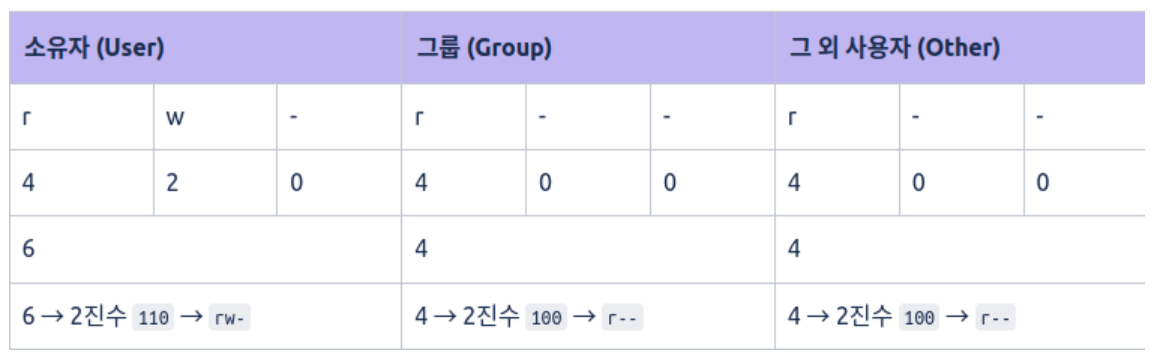 소유자 (User) 그룹 (Group) 그 외 사용자 (Other)
r w - r - - r - -
4 2 0 4 0 0 4 0 0
6 4 4
6 → 2진수 110 → rw- 4 → 2진수 100 → r-- 4 → 2진수 100 → r--